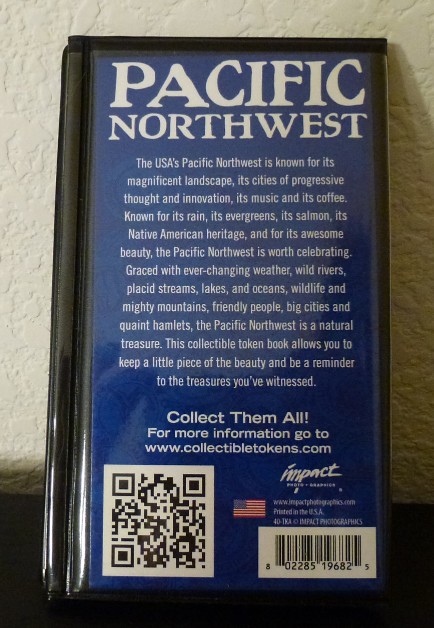 PACIFIC
NORTHWEST
The USA's Pacific Northwest is known for its
magnificent landscape, its cities of progressive
thought and innovation, its music and its coffee.
Known for its rain, its evergreens, its salmon, its
Native American heritage, and for its awesome
beauty, the Pacific Northwest is worth celebrating.
Graced with ever-changing weather, wild rivers,
placid streams, lakes, and oceans, wildlife and
mighty mountains, friendly people, big cities and
quaint hamlets, the Pacific Northwest is a natural
treasure. This collectible token book allows you to
keep a little piece of the beauty and be a reminder
to the treasures you've witnessed.
Collect Them All!
For more information go to
www.collectibletokens.com
impact
PHOTO • GRAPHICS
www.impactphotographics.com
Printed in the U.S.A.
40-TKA © IMPACT PHOTOGRAPHICS
8 02285 19682 5